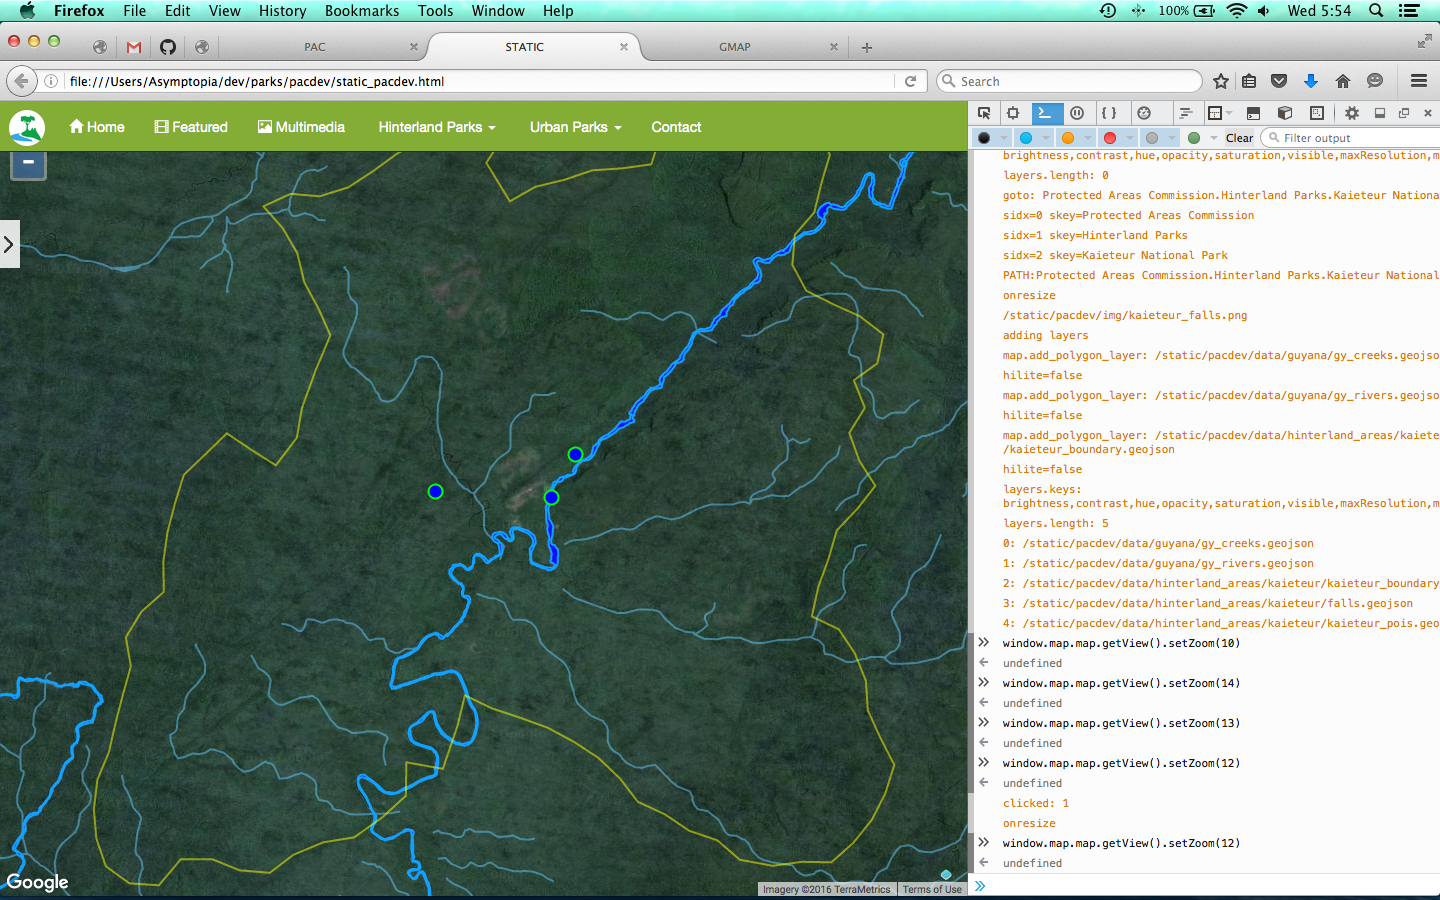 Firefox File Edit View History Bookmarks Tools Window Help 100% Wed 5:54
PAC STATIC GMAP
file:///Users/Asymptopia/dev/parks/pacdev/static_pacdev.html Search
Home Featured Multimedia Hinterland Parks Urban Parks Contact
Clear Filter output
brightness,contrast,hue,opacity,saturation,visible,maxResolution,m
layers.length: 0
goto: Protected Areas Commission.Hinterland Parks.Kaieteur Nationa
sidx=0 skey=Protected Areas Commission
sidx=1 skey=Hinterland Parks
sidx=2 skey=Kaieteur National Park
PATH:Protected Areas Commission.Hinterland Parks.Kaieteur National
onresize
/static/pacdev/img/kaieteur_falls.png
adding layers
map.add_polygon_layer: /static/pacdev/data/guyana/gy_creeks.geojso
hilite=false
map.add_polygon_layer: /static/pacdev/data/guyana/gy_rivers.geojso
hilite=false
map.add_polygon_layer: /static/pacdev/data/hinterland_areas/kaiete
/kaieteur_boundary.geojson
hilite=false
layers.keys:
brightness,contrast,hue,opacity,saturation,visible,maxResolution,m
layers.length: 5
0: /static/pacdev/data/guyana/gy_creeks.geojson
1: /static/pacdev/data/guyana/gy_rivers.geojson
2: /static/pacdev/data/hinterland_areas/kaieteur/kaieteur_boundary
3: /static/pacdev/data/hinterland_areas/kaieteur/falls.geojson
4: /static/pacdev/data/hinterland_areas/kaieteur/kaieteur_pois.geo
window.map.map.getView().setZoom(10)
undefined
window.map.map.getView().setZoom(14)
undefined
window.map.map.getView().setZoom(13)
undefined
window.map.map.getView().setZoom(12)
undefined
clicked: 1
onresize
window.map.map.getView().setZoom(12)
undefined
Google
Imagery ©2016 TerraMetrics Terms of Use